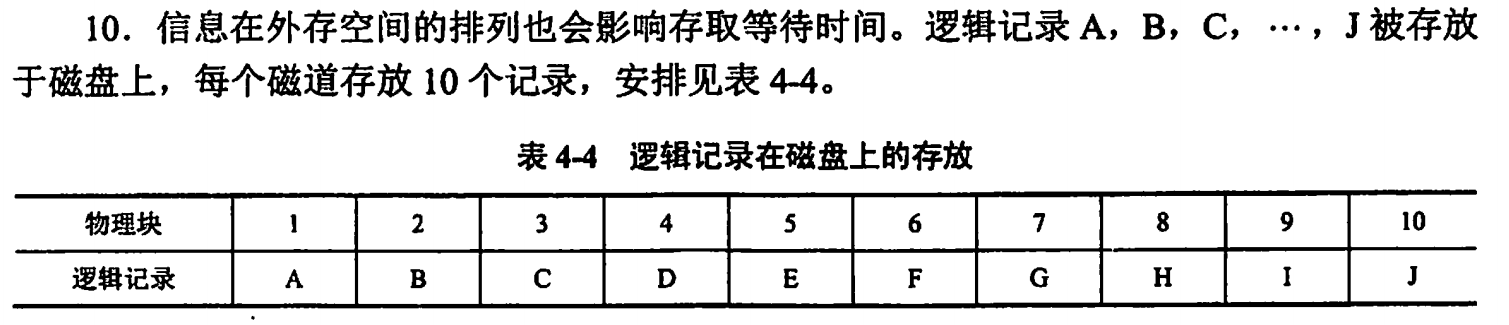 10．信息在外存空间的排列也会影响存取等待时间。逻辑记录 A，B，C，…，J 被存放
于磁盘上，每个磁道存放 10 个记录，安排见表 4-4。
表 4-4 逻辑记录在磁盘上的存放
物理块 1 2 3 4 5 6 7 8 9 10
逻辑记录 A B C D E F G H I J